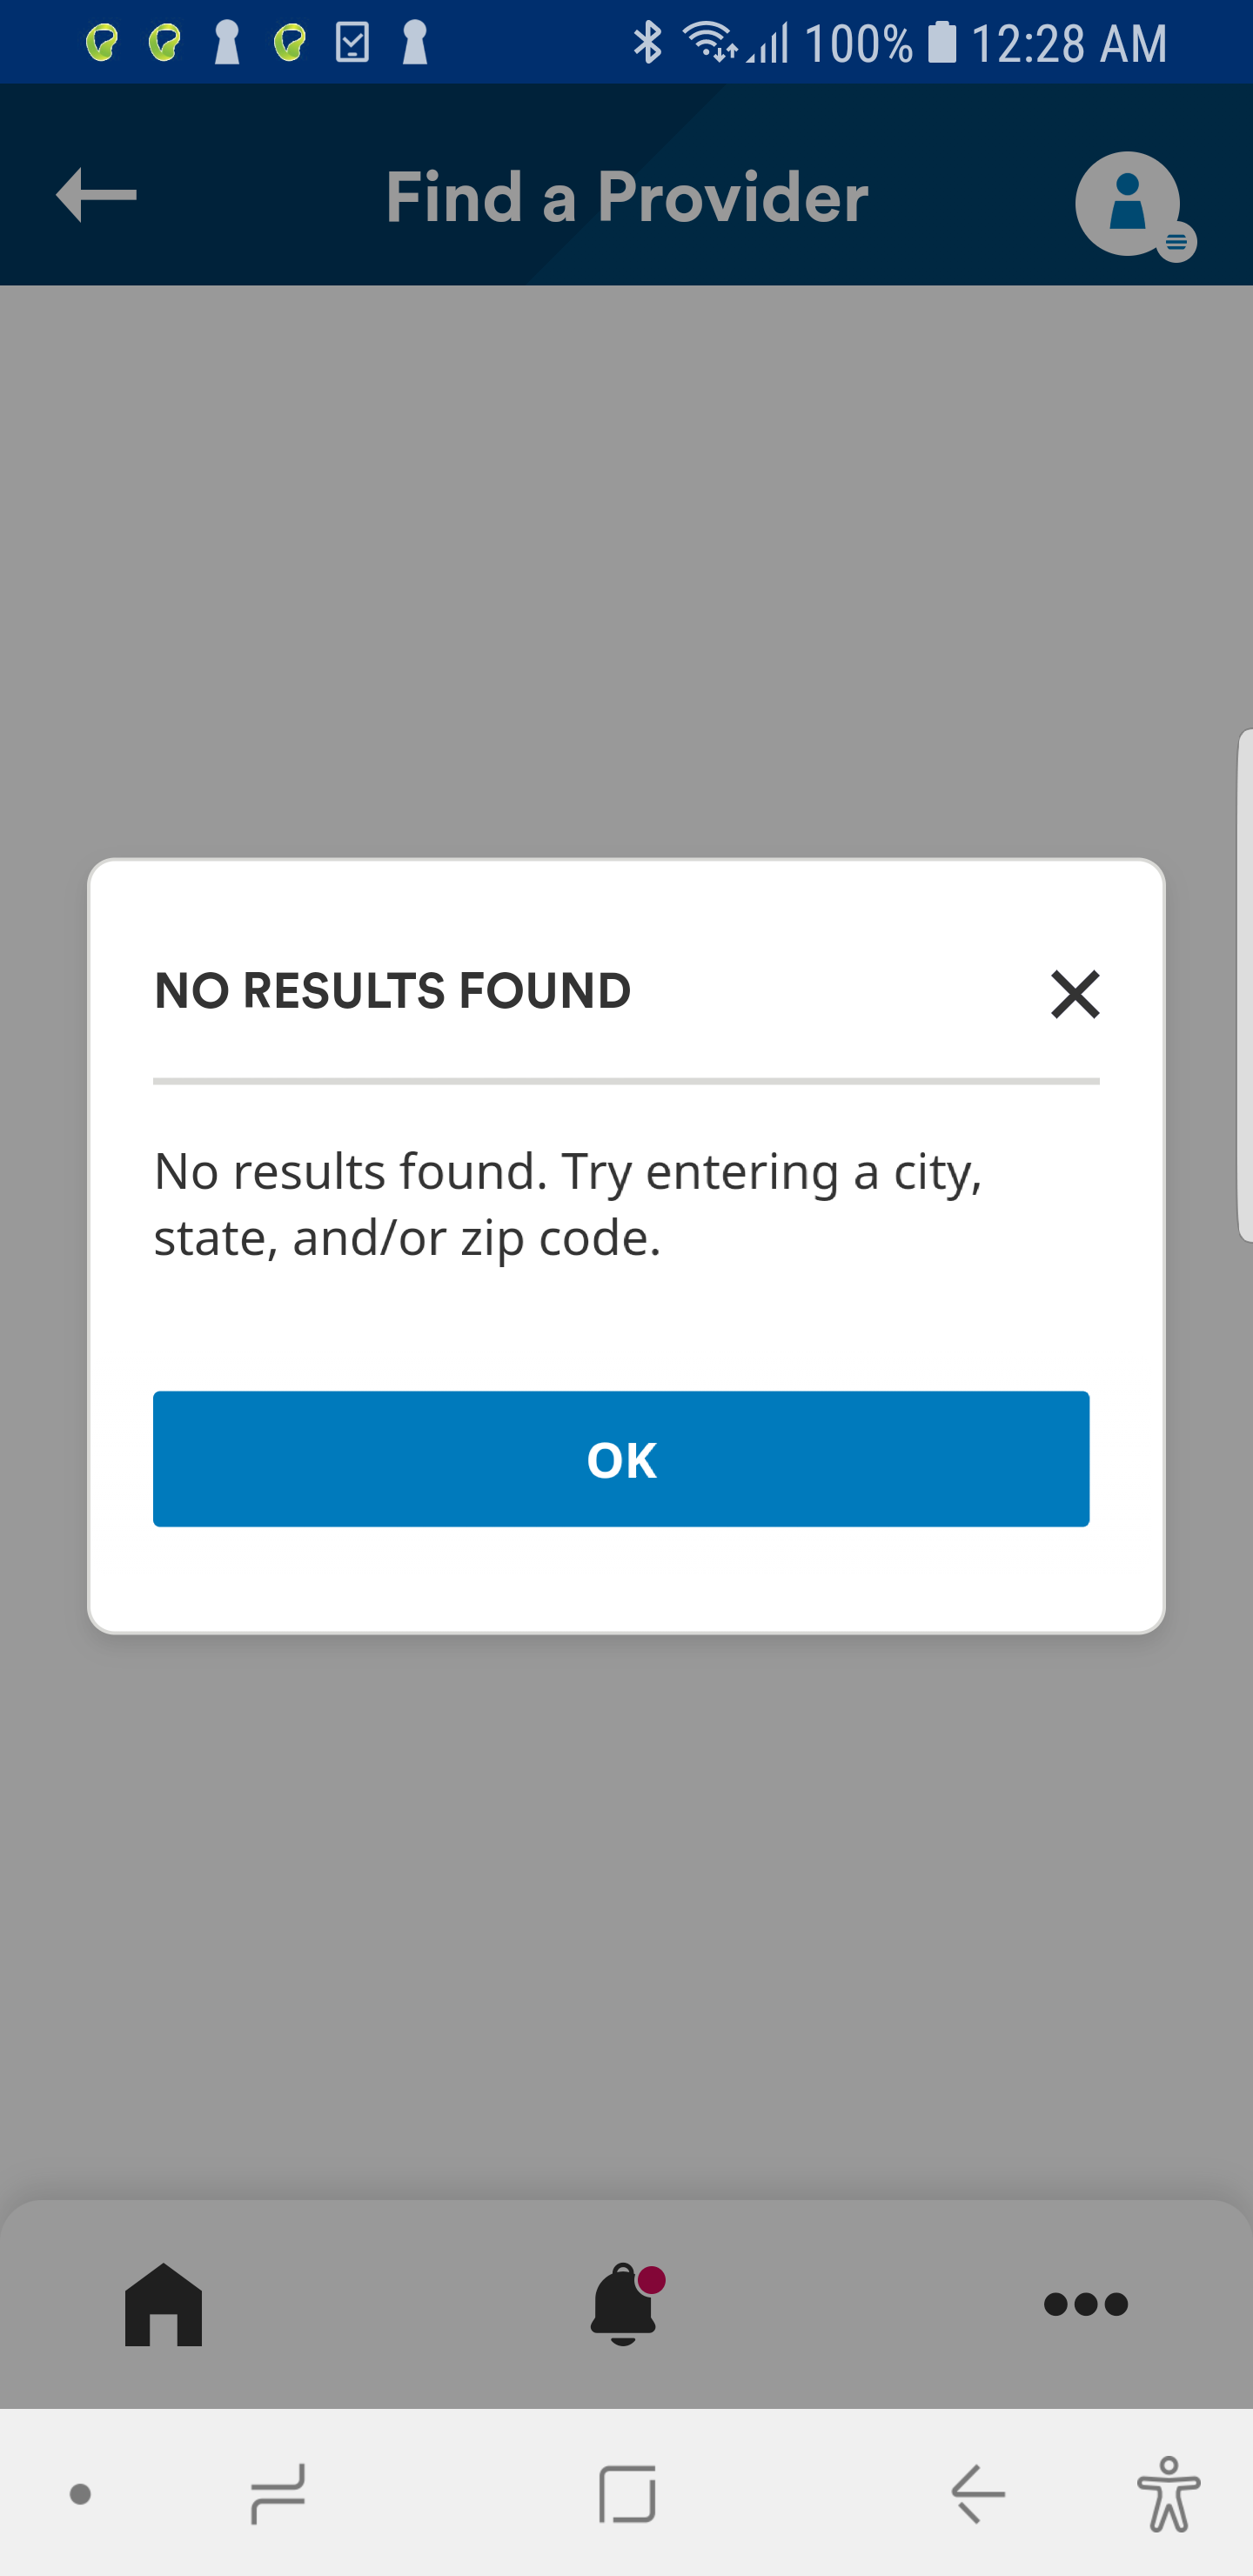 100% 12:28 AM
Find a Provider
NO RESULTS FOUND
No results found. Try entering a city,
state, and/or zip code.
OK